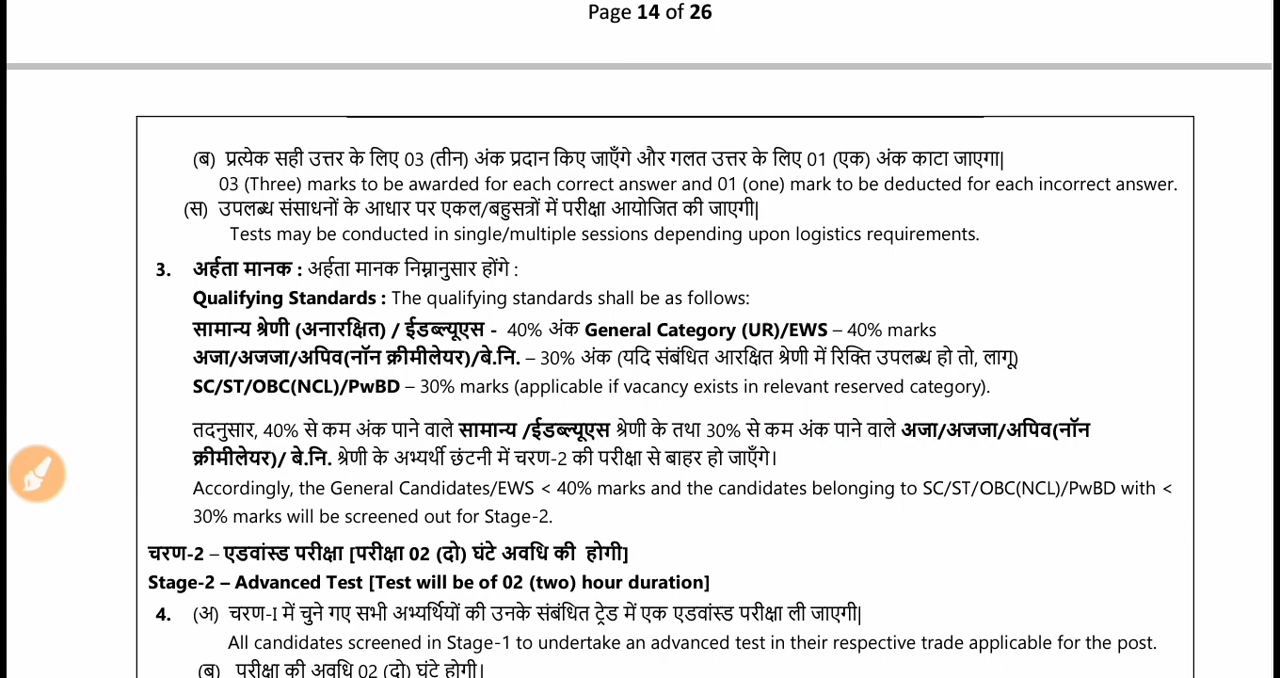 Page 14 of 26
(ब) प्रत्येक सही उत्तर के लिए 03 (तीन) अंक प्रदान किए जाएँगे और गलत उत्तर के लिए 01 (एक) अंक काटा जाएगा|
03 (Three) marks to be awarded for each correct answer and 01 (one) mark to be deducted for each incorrect answer.
(स) उपलब्ध संसाधनों के आधार पर एकल/बहुसत्रों में परीक्षा आयोजित की जाएगी|
Tests may be conducted in single/multiple sessions depending upon logistics requirements.
3. अर्हता मानक : अर्हता मानक निम्नानुसार होंगे :
Qualifying Standards : The qualifying standards shall be as follows:
सामान्य श्रेणी (अनारक्षित) / ईडब्ल्यूएस - 40% अंक General Category (UR)/EWS – 40% marks
अजा/अजजा/अपिव(नॉन क्रीमीलेयर)/बे.नि. – 30% अंक (यदि संबंधित आरक्षित श्रेणी में रिक्ति उपलब्ध हो तो, लागू)
SC/ST/OBC(NCL)/PwBD – 30% marks (applicable if vacancy exists in relevant reserved category).
तदनुसार, 40% से कम अंक पाने वाले सामान्य /ईडब्ल्यूएस श्रेणी के तथा 30% से कम अंक पाने वाले अजा/अजजा/अपिव(नॉन
क्रीमीलेयर)/ बे.नि. श्रेणी के अभ्यर्थी छंटनी में चरण-2 की परीक्षा से बाहर हो जाएँगे।
Accordingly, the General Candidates/EWS < 40% marks and the candidates belonging to SC/ST/OBC(NCL)/PwBD with <
30% marks will be screened out for Stage-2.
चरण-2 – एडवांस्ड परीक्षा [परीक्षा 02 (दो) घंटे अवधि की होगी]
Stage-2 – Advanced Test [Test will be of 02 (two) hour duration]
4. (अ) चरण-I में चुने गए सभी अभ्यर्थियों की उनके संबंधित ट्रेड में एक एडवांस्ड परीक्षा ली जाएगी|
All candidates screened in Stage-1 to undertake an advanced test in their respective trade applicable for the post.
(ब) परीक्षा की अवधि 02 (दो) घंटे होगी।